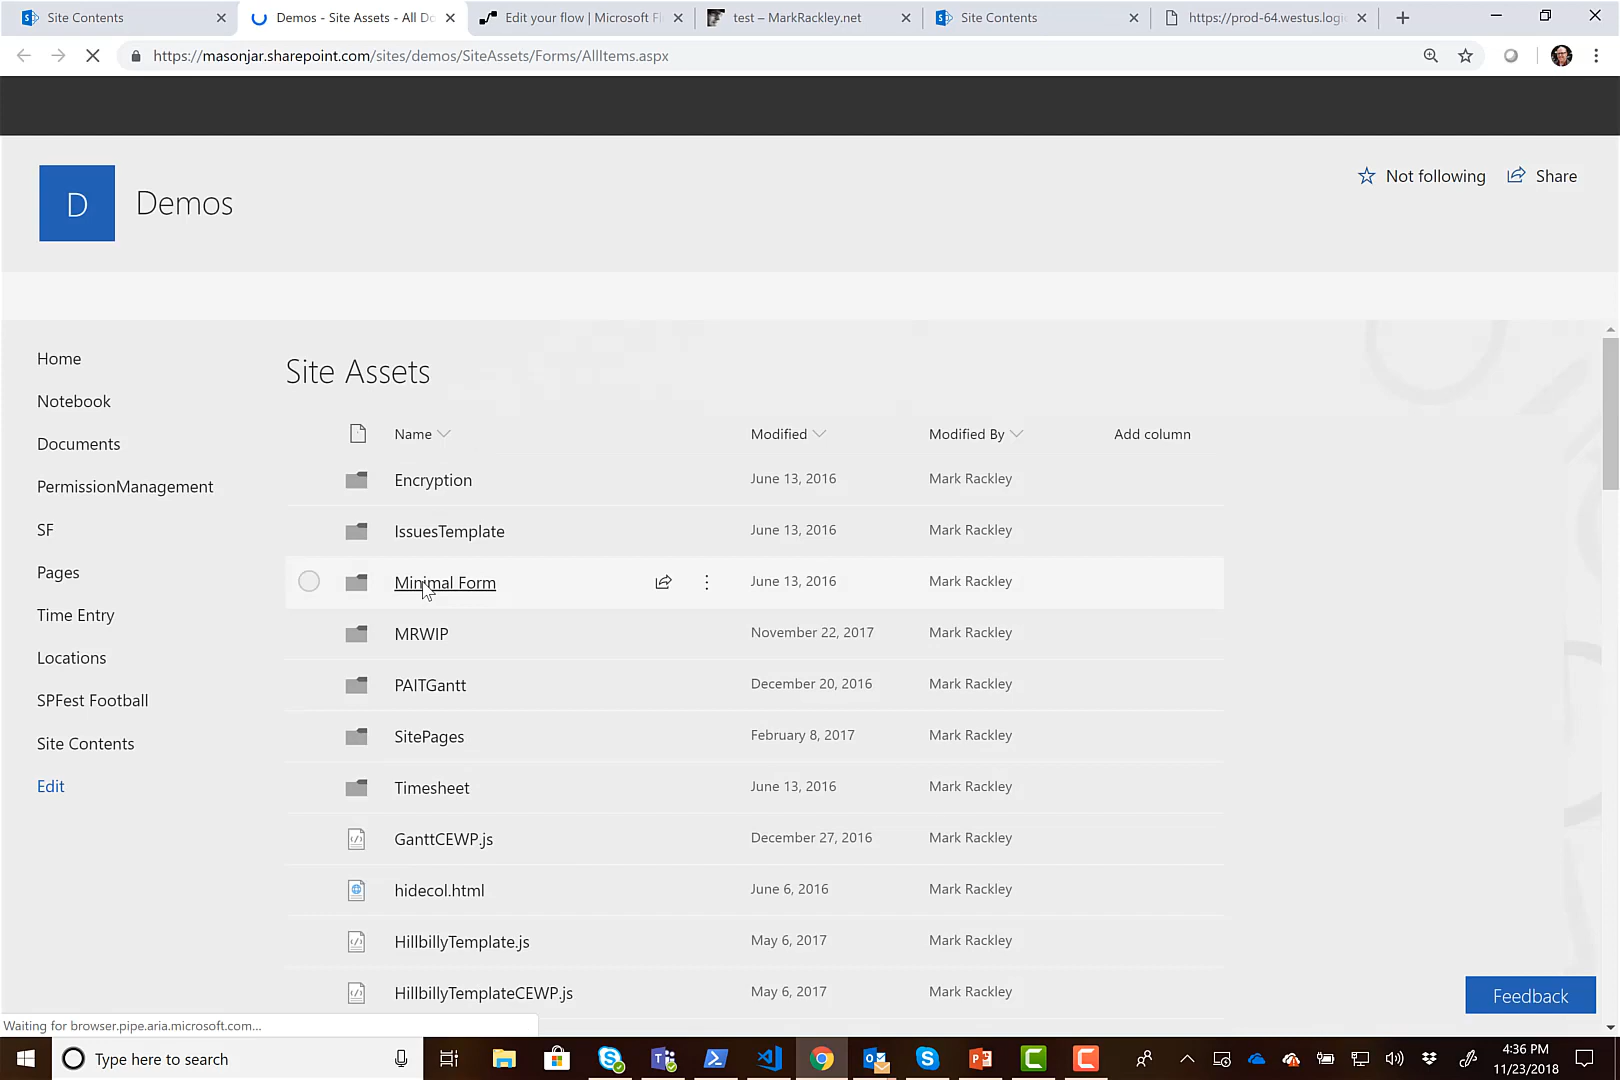 Site Contents
Demos - Site Assets - All Do
Edit your flow | Microsoft Fl
test – MarkRackley.net
Site Contents
https://prod-64.westus.logi
https://masonjar.sharepoint.com/sites/demos/SiteAssets/Forms/AllItems.aspx
D
Demos
Not following
Share
Home
Notebook
Documents
PermissionManagement
SF
Pages
Time Entry
Locations
SPFest Football
Site Contents
Edit
Site Assets
Name Modified Modified By Add column
Encryption June 13, 2016 Mark Rackley
IssuesTemplate June 13, 2016 Mark Rackley
Minimal Form June 13, 2016 Mark Rackley
MRWIP November 22, 2017 Mark Rackley
PAITGantt December 20, 2016 Mark Rackley
SitePages February 8, 2017 Mark Rackley
Timesheet June 13, 2016 Mark Rackley
GanttCEWP.js December 27, 2016 Mark Rackley
hidecol.html June 6, 2016 Mark Rackley
HillbillyTemplate.js May 6, 2017 Mark Rackley
HillbillyTemplateCEWP.js May 6, 2017 Mark Rackley
Feedback
Waiting for browser.pipe.aria.microsoft.com...
Type here to search
4:36 PM
11/23/2018